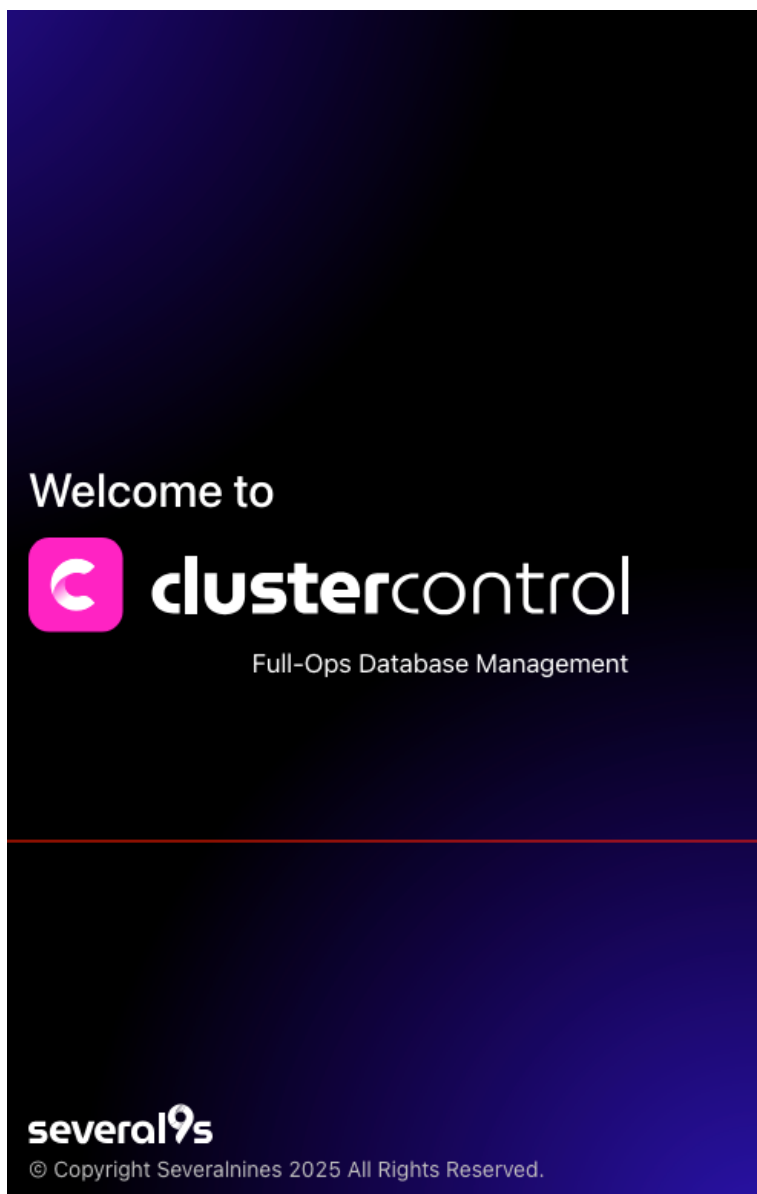 Welcome to
clustercontrol
Full-Ops Database Management
several9s
© Copyright Severalnines 2025 All Rights Reserved.